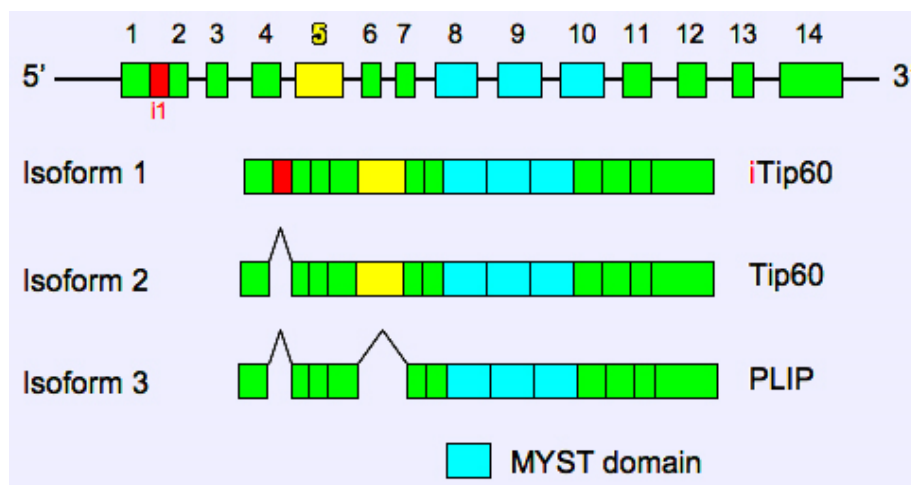 1 2 3 4 5 6 7 8 9 10 11 12 13 14
5' 3'
i1
Isoform 1 iTip60
Isoform 2 Tip60
Isoform 3 PLIP
MYST domain